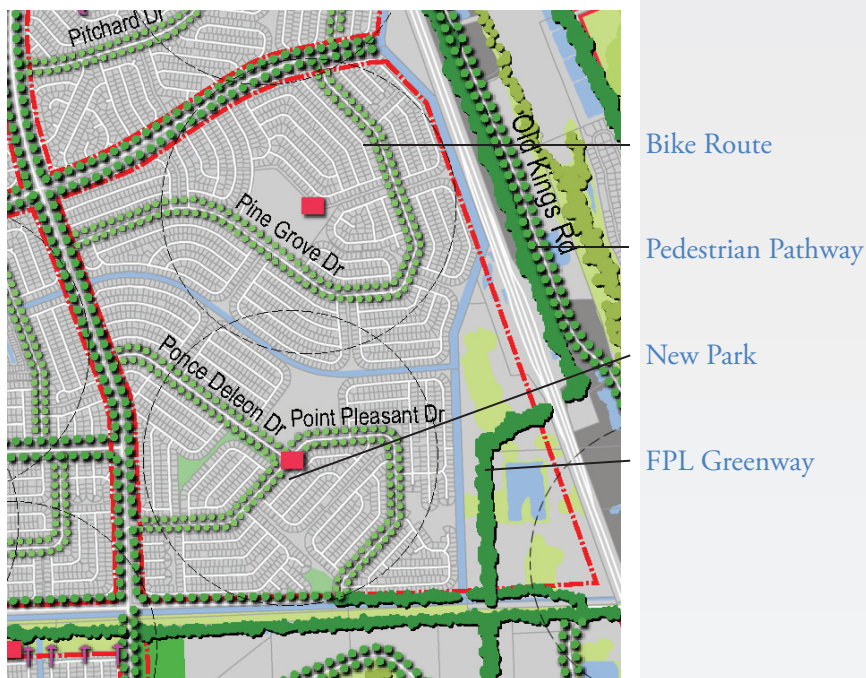 Pitchard Dr
Old Kings Rd
Bike Route
Pine Grove Dr
Pedestrian Pathway
Ponce Deleon Dr
New Park
Point Pleasant Dr
FPL Greenway